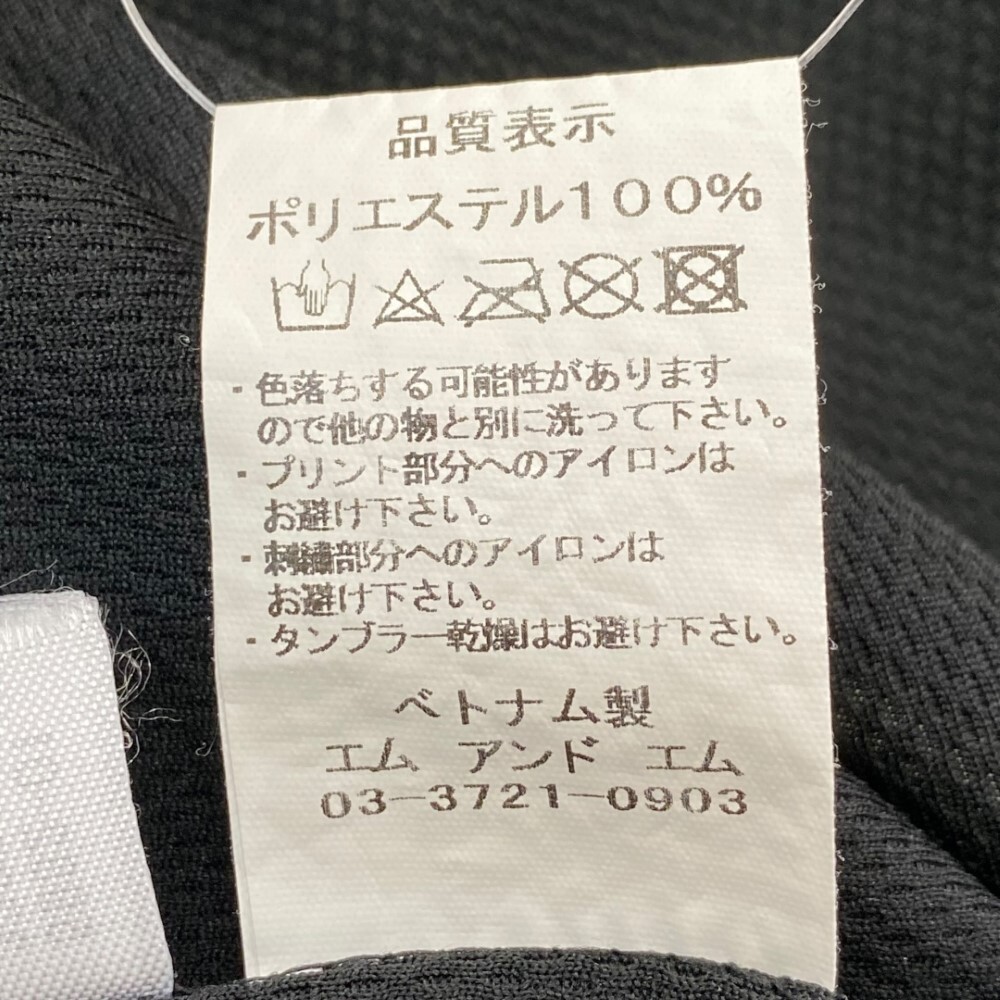 品質表示
ポリエステル100%
・色落ちする可能性があります
ので他の物と別に洗って下さい。
・プリント部分へのアイロンは
お避け下さい。
・刺繍部分へのアイロンは
お避け下さい。
・タンブラー乾燥はお避け下さい。
ベトナム製
エム アンド エム
03-3721-0903